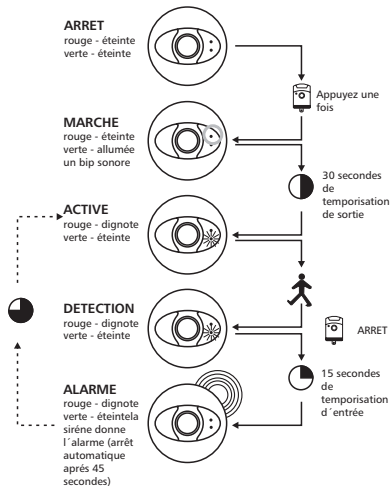 ARRET
rouge - éteinte
verte - éteinte
Appuyez une
fois
MARCHE
rouge - éteinte
verte - allumée
un bip sonore
30 secondes
de
temporisation
de sortie
ACTIVE
rouge - dignote
verte - éteinte
DETECTION
rouge - dignote
verte - éteinte
ARRET
15 secondes
de
temporisation
d´entrée
ALARME
rouge - dignote
verte - éteintela
siréne donne
l´alarme (arrêt
automatique
aprés 45
secondes)